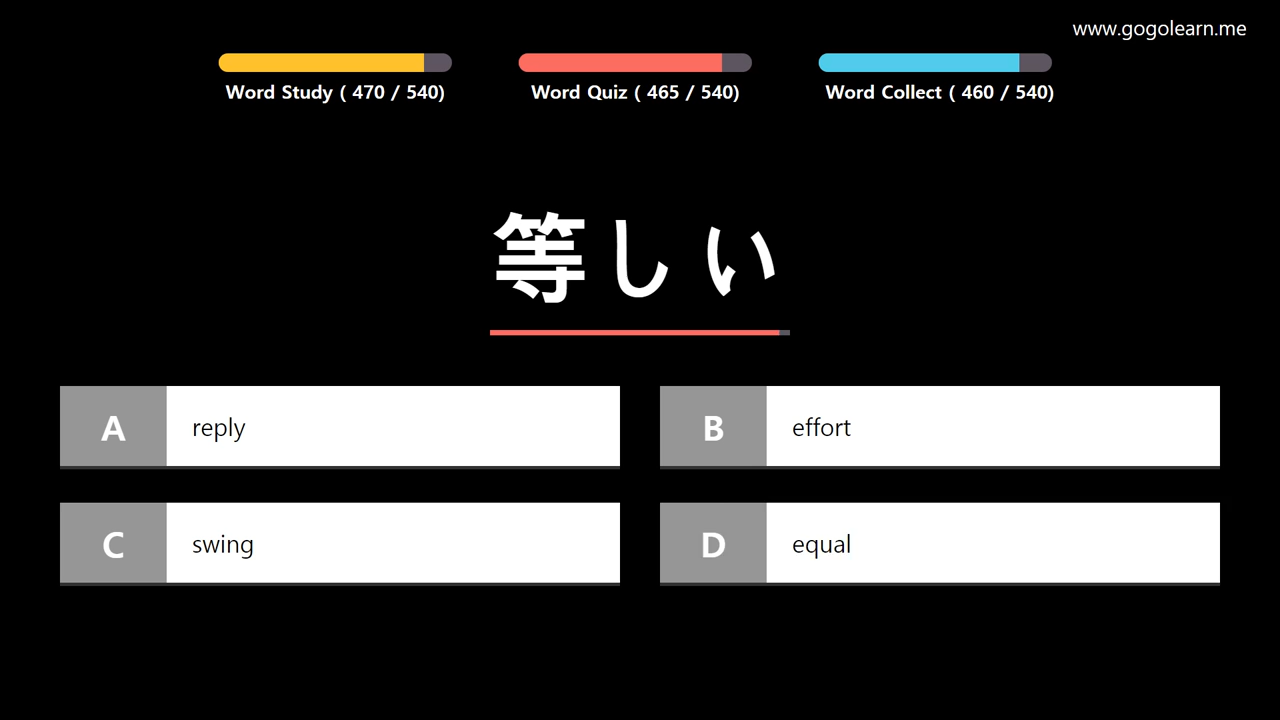 www.gogolearn.me
Word Study ( 470 / 540)
Word Quiz ( 465 / 540)
Word Collect ( 460 / 540)
等しい
A reply
B effort
C swing
D equal